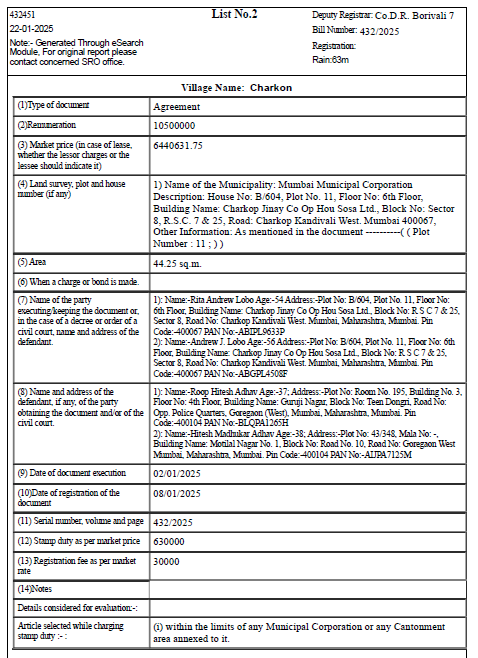 432451
22-01-2025
Note:- Generated Through eSearch
Module, For original report please
contact concerned SRO office.
List No.2
Deputy Registrar: Co.D.R. Borivali 7
Bill Number: 432/2025
Registration:
Rain:63m
Village Name: Charkon
(1)Type of document
Agreement
(2)Remuneration
10500000
(3) Market price (in case of lease,
whether the lessor charges or the
lessee should indicate it)
6440631.75
(4) Land survey, plot and house
number (if any)
1) Name of the Municipality: Mumbai Municipal Corporation
Description: House No: B/604, Plot No. 11, Floor No: 6th Floor,
Building Name: Charkop Jinay Co Op Hou Sosa Ltd., Block No: Sector
8, R.S.C. 7 & 25, Road: Charkop Kandivali West. Mumbai 400067,
Other Information: As mentioned in the document ----------( ( Plot
Number : 11 ; ) )
(5) Area
44.25 sq.m.
(6) When a charge or bond is made.
(7) Name of the party
executing/keeping the document or,
in the case of a decree or order of a
civil court, name and address of the
defendant.
1): Name:-Rita Andrew Lobo Age:-54 Address:-Plot No: B/604, Plot No. 11, Floor No:
6th Floor, Building Name: Charkop Jinay Co Op Hou Sosa Ltd., Block No: R S C 7 & 25,
Sector 8, Road No: Charkop Kandivali West. Mumbai, Maharashtra, Mumbai. Pin
Code:-400067 PAN No:-ABIPL9633P
2): Name:-Andrew J. Lobo Age:-56 Address:-Plot No: B/604, Plot No. 11, Floor No: 6th
Floor, Building Name: Charkop Jinay Co Op Hou Sosa Ltd., Block No: R S C 7 & 25,
Sector 8, Road No: Charkop Kandivali West. Mumbai, Maharashtra, Mumbai. Pin
Code:-400067 PAN No:-ABGPL4508F
(8) Name and address of the
defendant, if any, of the party
obtaining the document and/or of the
civil court.
1): Name:-Roop Hitesh Adhav Age:-37; Address:-Plot No: Room No. 195, Building No. 3,
Floor No: 4th Floor, Building Name: Guruji Nagar, Block No: Teen Dongri, Road No:
Opp. Police Quarters, Goregaon (West), Mumbai, Maharashtra, Mumbai. Pin
Code:-400104 PAN No:-BLQPA1265H
2): Name:-Hitesh Madhukar Adhav Age:-38; Address:-Plot No: 43/348, Mala No: -,
Building Name: Motilal Nagar No. 1, Block No: Road No. 10, Road No: Goregaon West
Mumbai, Maharashtra, Mumbai. Pin Code:-400104 PAN No:-AIJPA7125M
(9) Date of document execution
02/01/2025
(10)Date of registration of the
document
08/01/2025
(11) Serial number, volume and page
432/2025
(12) Stamp duty as per market price
630000
(13) Registration fee as per market
rate
30000
(14)Notes
Details considered for evaluation:-:
Article selected while charging
stamp duty :- :
(i) within the limits of any Municipal Corporation or any Cantonment
area annexed to it.